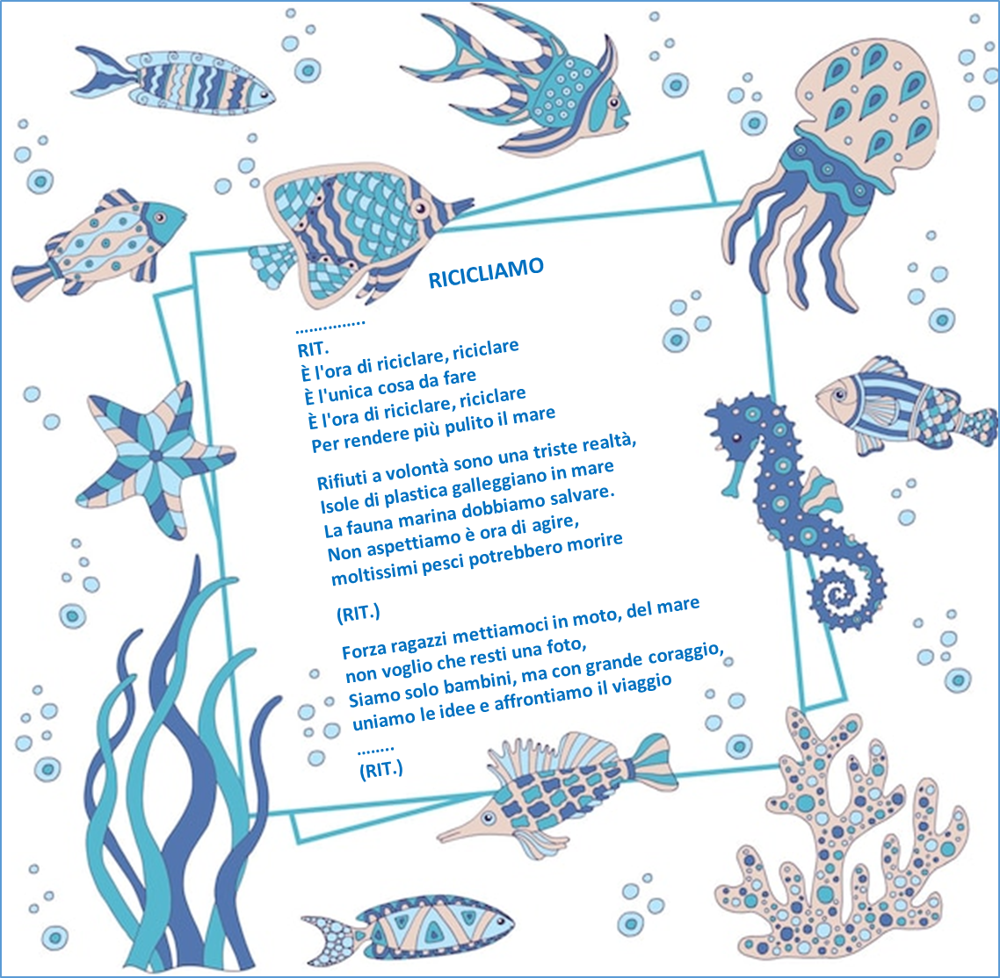 RICICLIAMO
...............
RIT.
È l'ora di riciclare, riciclare
È l'unica cosa da fare
È l'ora di riciclare, riciclare
Per rendere più pulito il mare
Rifiuti a volontà sono una triste realtà,
Isole di plastica galleggiano in mare
La fauna marina dobbiamo salvare.
Non aspettiamo è ora di agire,
moltissimi pesci potrebbero morire
(RIT.)
Forza ragazzi mettiamoci in moto, del mare
non voglio che resti una foto,
Siamo solo bambini, ma con grande coraggio,
uniamo le idee e affrontiamo il viaggio
........
(RIT.)